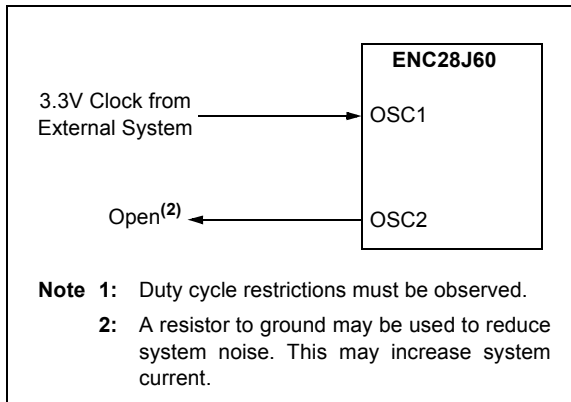 ENC28J60
3.3V Clock from
External System
OSC1
Open(2)
OSC2
Note 1: Duty cycle restrictions must be observed.
2: A resistor to ground may be used to reduce
system noise. This may increase system
current.